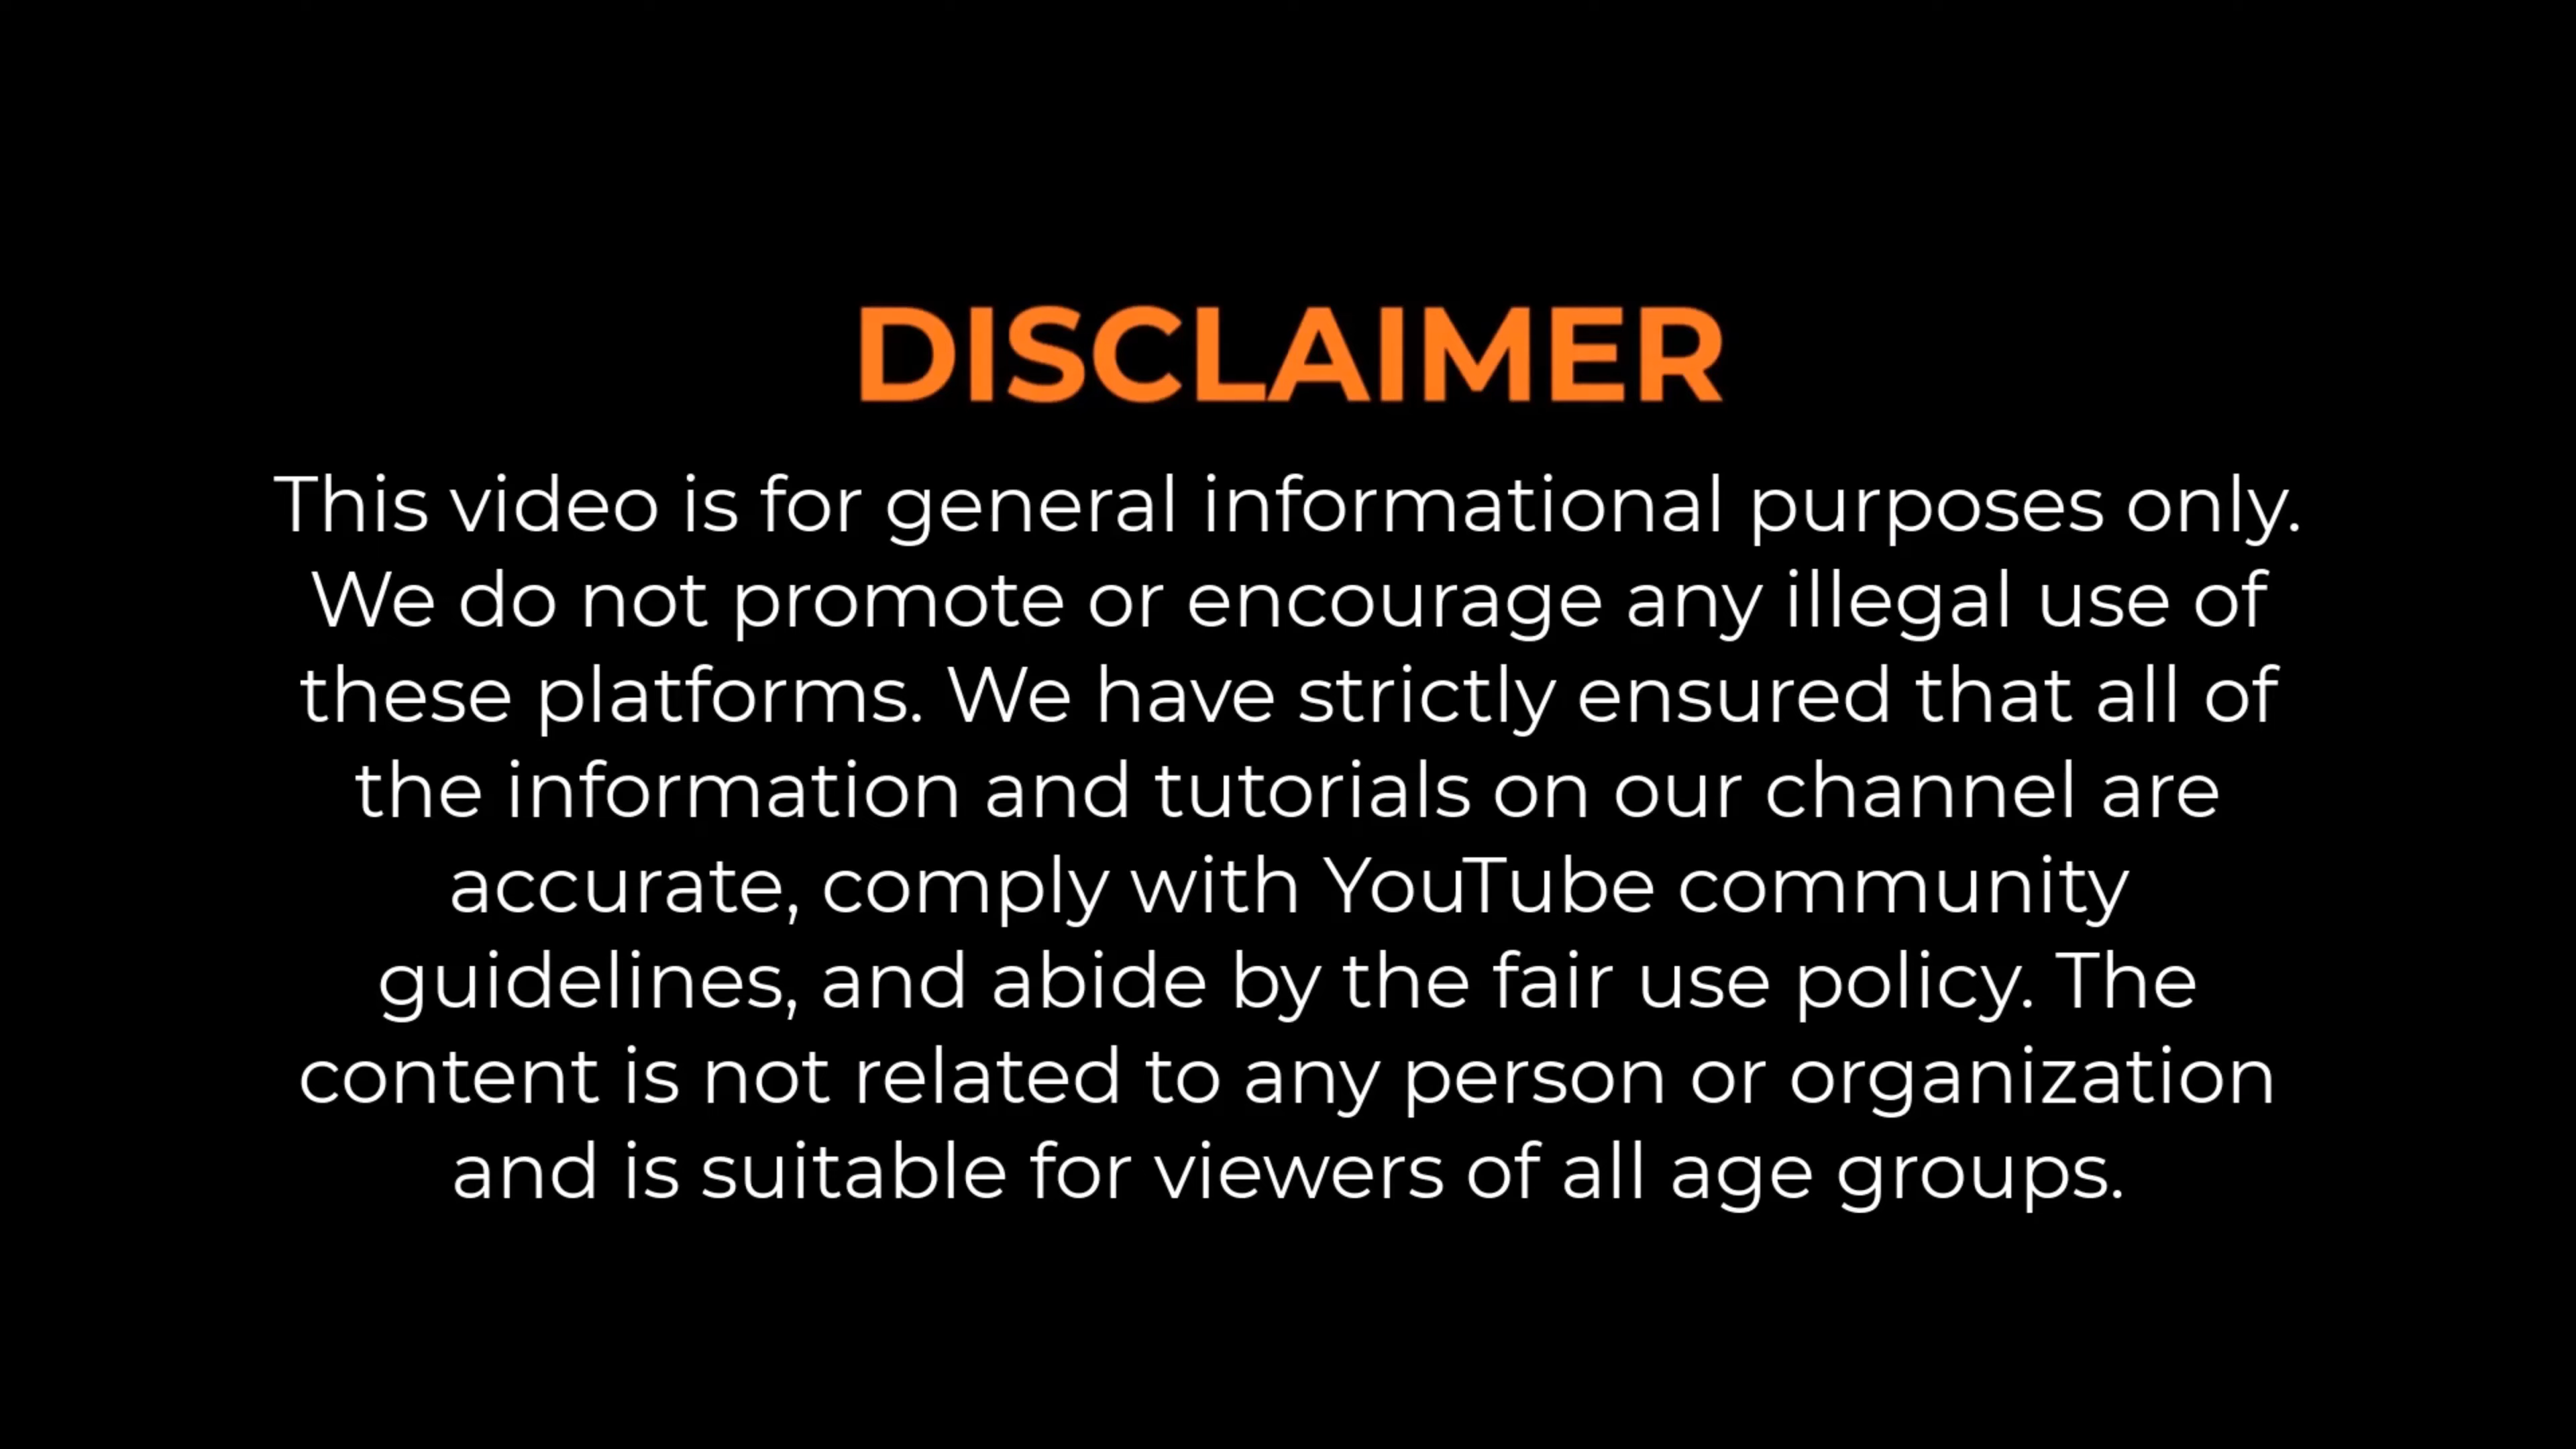 DISCLAIMER
This video is for general informational purposes only.
We do not promote or encourage any illegal use of
these platforms. We have strictly ensured that all of
the information and tutorials on our channel are
accurate, comply with YouTube community
guidelines, and abide by the fair use policy. The
content is not related to any person or organization
and is suitable for viewers of all age groups.